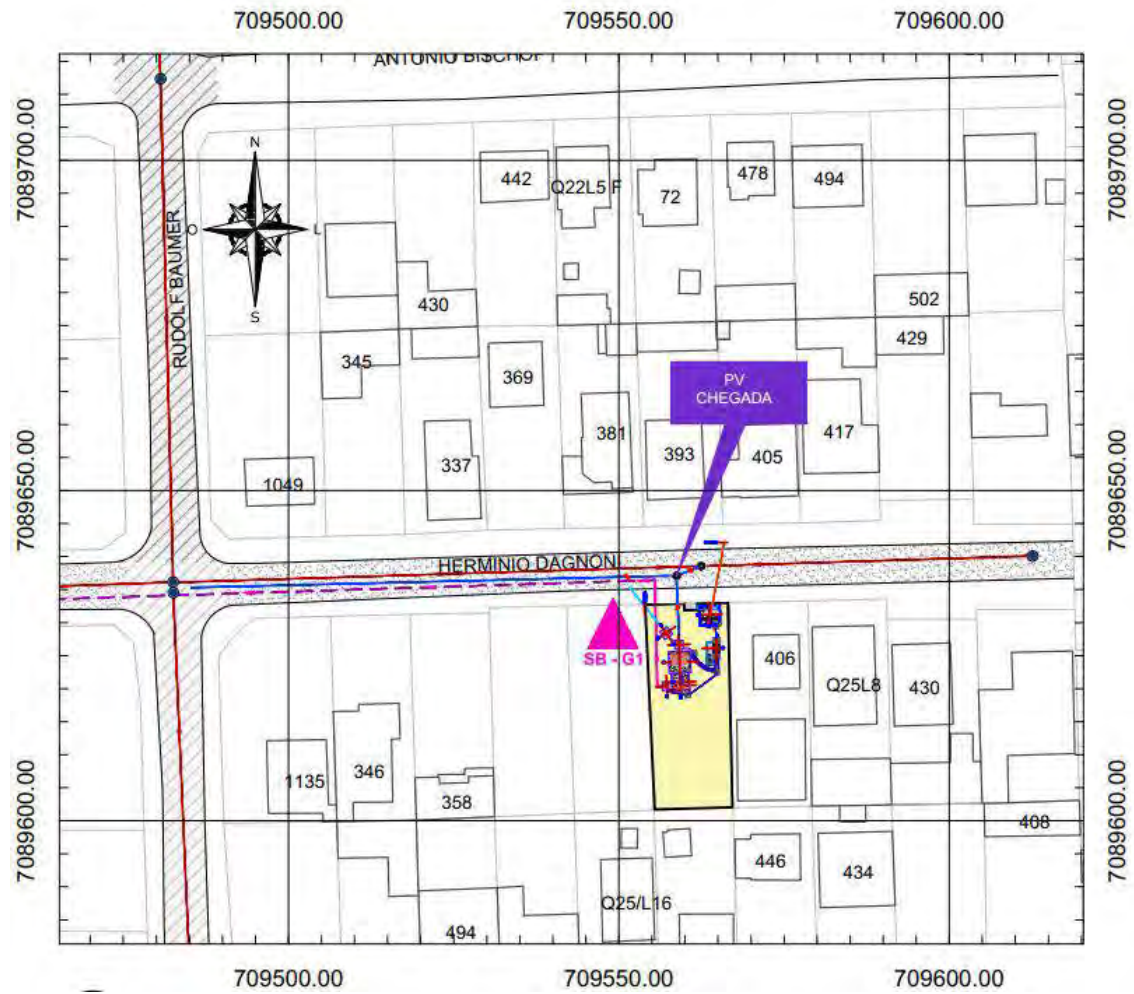 709500.00 709550.00 709600.00
ANTONIO BISCHOF
7089700.00
7089700.00
N
O
L
S
RUDOLF BAUMER
442
Q22L5 F
72
478
494
430
502
429
345
369
PV
CHEGADA
381
393
405
417
337
1049
7089650.00
7089650.00
HERMINIO DAGNONI
SB - G1
406
Q25L8
430
1135
346
358
7089600.00
7089600.00
408
446
434
Q25/L16
494
709500.00 709550.00 709600.00